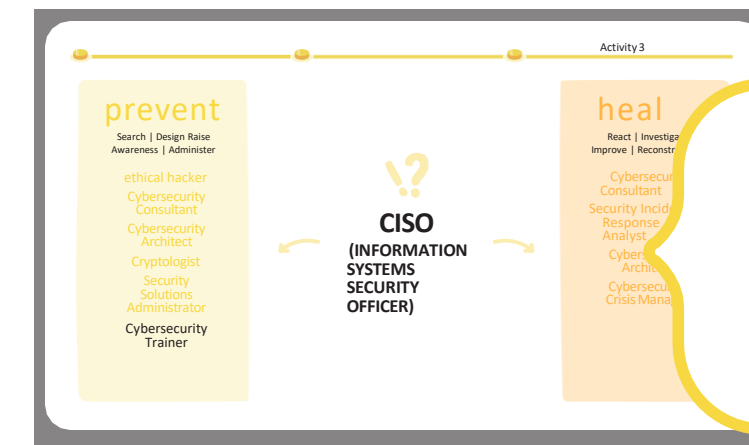 Activity 3
prevent
Search | Design Raise
Awareness | Administer
ethical hacker
Cybersecurity
Consultant
Cybersecurity
Architect
Cryptologist
Security
Solutions
Administrator
Cybersecurity
Trainer
!?
CISO
(INFORMATION
SYSTEMS
SECURITY
OFFICER)
heal
React | Investiga
Improve | Reconstr
Cybersecur
Consultant
Security Incid
Response
Analyst
Cybers
Archit
Cybersecu
Crisis Mana